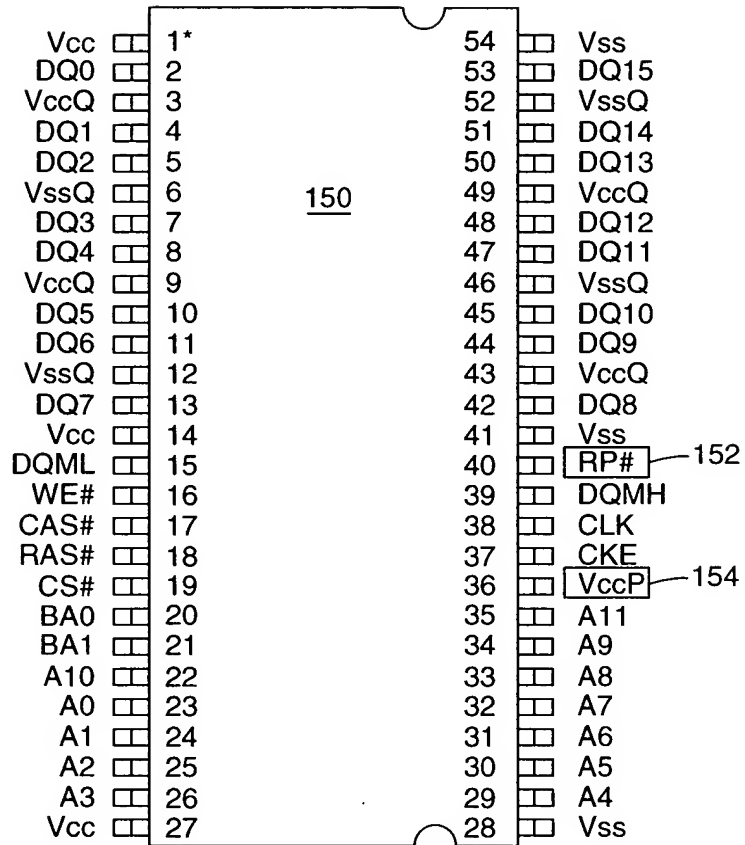 Vcc 1* 54 Vss
DQ0 2 53 DQ15
VccQ 3 52 VssQ
DQ1 4 51 DQ14
DQ2 5 50 DQ13
VssQ 6 150 49 VccQ
DQ3 7 48 DQ12
DQ4 8 47 DQ11
VccQ 9 46 VssQ
DQ5 10 45 DQ10
DQ6 11 44 DQ9
VssQ 12 43 VccQ
DQ7 13 42 DQ8
Vcc 14 41 Vss
DQML 15 40 RP# 152
WE# 16 39 DQMH
CAS# 17 38 CLK
RAS# 18 37 CKE
CS# 19 36 VccP 154
BA0 20 35 A11
BA1 21 34 A9
A10 22 33 A8
A0 23 32 A7
A1 24 31 A6
A2 25 30 A5
A3 26 29 A4
Vcc 27 28 Vss